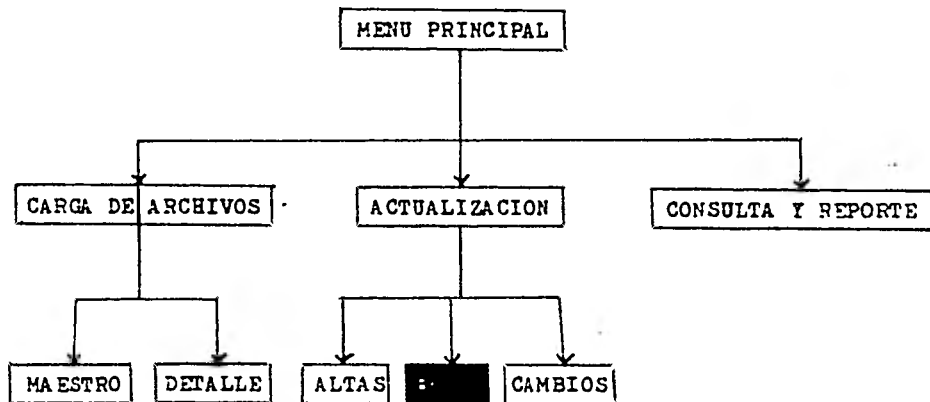 MENU PRINCIPAL
CARGA DE ARCHIVOS
ACTUALIZACION
CONSULTA Y REPORTE
MAESTRO
DETALLE
ALTAS
CAMBIOS